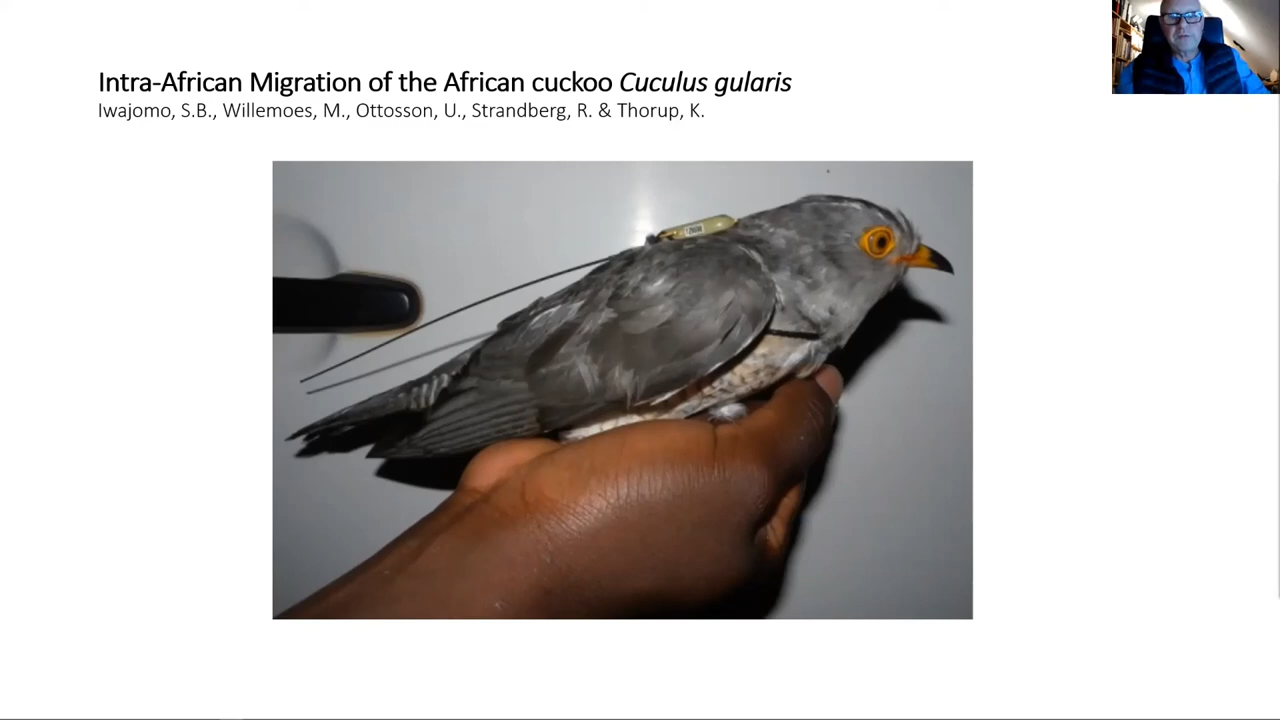 Intra-African Migration of the African cuckoo Cuculus gularis
Iwajomo, S.B., Willemoes, M., Ottosson, U., Strandberg, R. & Thorup, K.